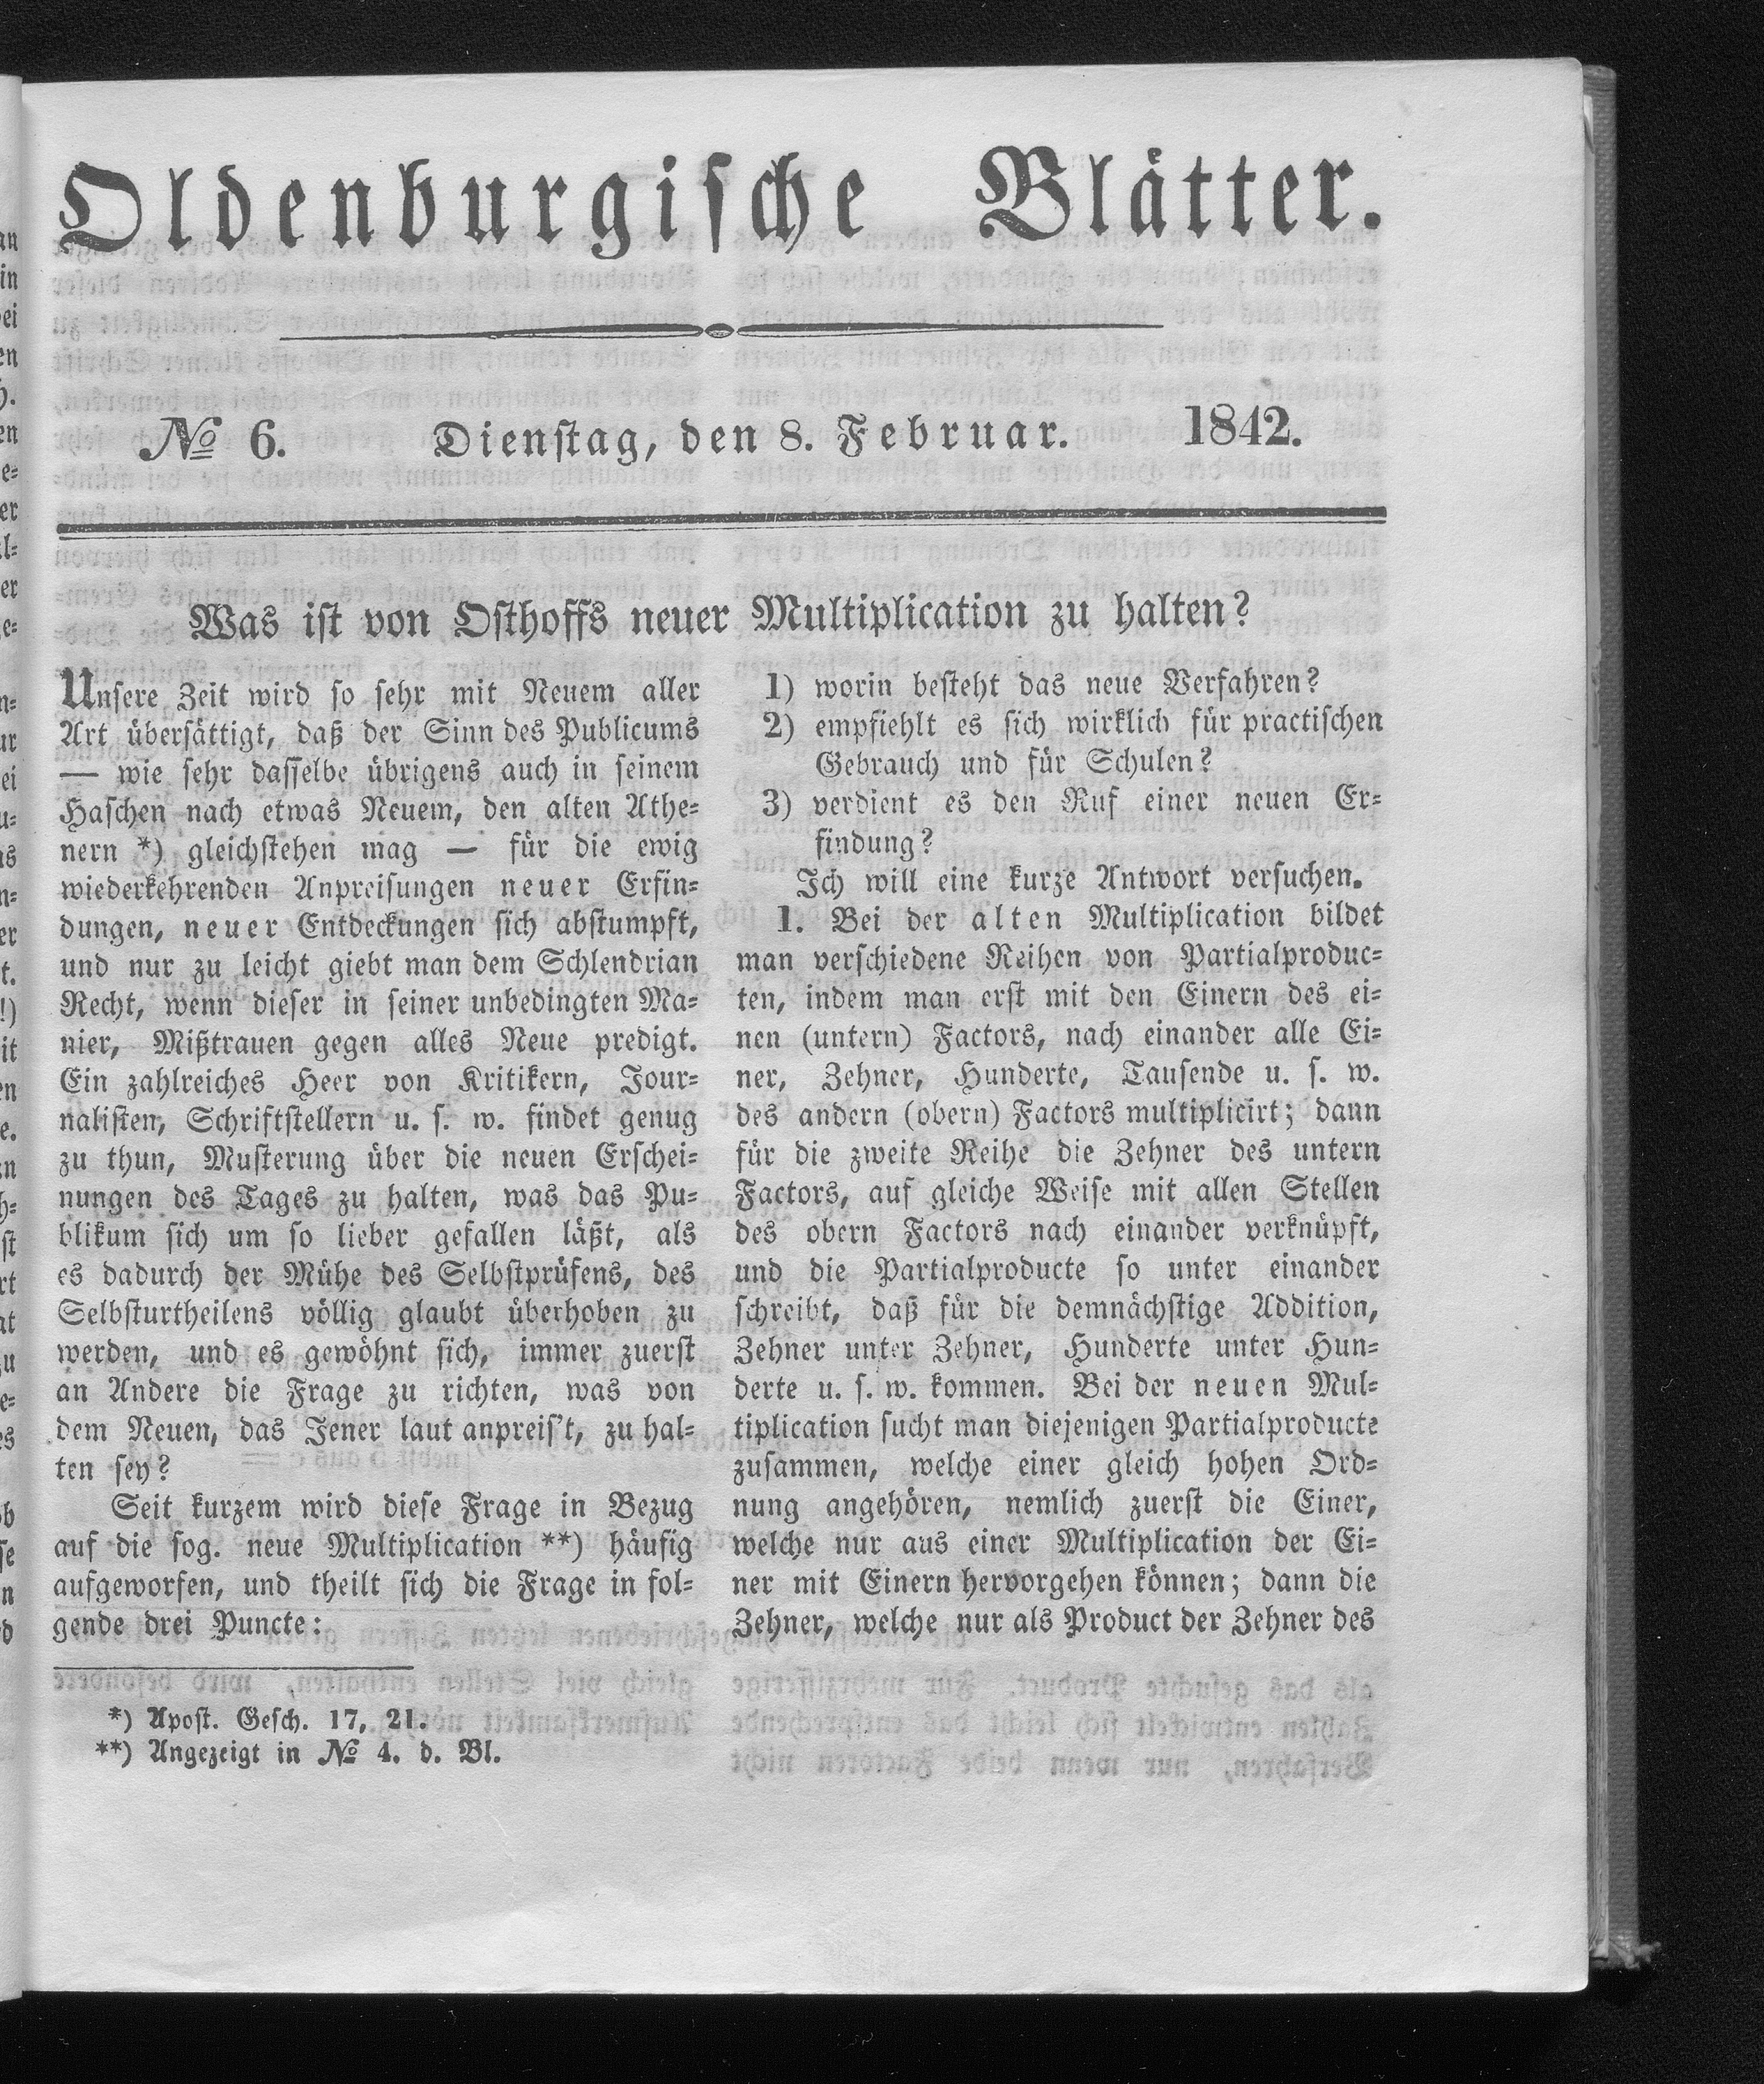 Oldenburgische Blätter.
№ 6. Dienstag, den 8. Februar. 1842.
Was ist von Osthoffs neuer Multiplication zu halten?
Unsere Zeit wird so sehr mit Neuem aller
Art übersättigt, daß der Sinn des Publicums
— wie sehr dasselbe übrigens auch in seinem
Haschen nach etwas Neuem, den alten Athe-
nern *) gleichstehen mag — für die ewig
wiederkehrenden Anpreisungen neuer Erfin-
dungen, neuer Entdeckungen sich abstumpft,
und nur zu leicht giebt man dem Schlendrian
Recht, wenn dieser in seiner unbedingten Ma-
nier, Mißtrauen gegen alles Neue predigt.
Ein zahlreiches Heer von Kritikern, Jour-
nalisten, Schriftstellern u. s. w. findet genug
zu thun, Musterung über die neuen Erschei-
nungen des Tages zu halten, was das Pu-
blikum sich um so lieber gefallen läßt, als
es dadurch der Mühe des Selbstprüfens, des
Selbsturtheilens völlig glaubt überhoben zu
werden, und es gewöhnt sich, immer zuerst
an Andere die Frage zu richten, was von
dem Neuen, das Jener laut anpreis't, zu hal-
ten sey?
Seit kurzem wird diese Frage in Bezug
auf die sog. neue Multiplication **) häufig
aufgeworfen, und theilt sich die Frage in fol-
gende drei Puncte:
*) Apost. Gesch. 17, 21.
**) Angezeigt in № 4. d. Bl.
1) worin besteht das neue Verfahren?
2) empfiehlt es sich wirklich für practischen
Gebrauch und für Schulen?
3) verdient es den Ruf einer neuen Er-
findung?
Ich will eine kurze Antwort versuchen.
1. Bei der alten Multiplication bildet
man verschiedene Reihen von Partialproduc-
ten, indem man erst mit den Einern des ei-
nen (untern) Factors, nach einander alle Ei-
ner, Zehner, Hunderte, Tausende u. s. w.
des andern (obern) Factors multiplicirt; dann
für die zweite Reihe die Zehner des untern
Factors, auf gleiche Weise mit allen Stellen
des obern Factors nach einander verknüpft,
und die Partialproducte so unter einander
schreibt, daß für die demnächstige Addition,
Zehner unter Zehner, Hunderte unter Hun-
derte u. s. w. kommen. Bei der neuen Mul-
tiplication sucht man diejenigen Partialproducte
zusammen, welche einer gleich hohen Ord-
nung angehören, nemlich zuerst die Einer,
welche nur aus einer Multiplication der Ei-
ner mit Einern hervorgehen können; dann die
Zehner, welche nur als Product der Zehner des